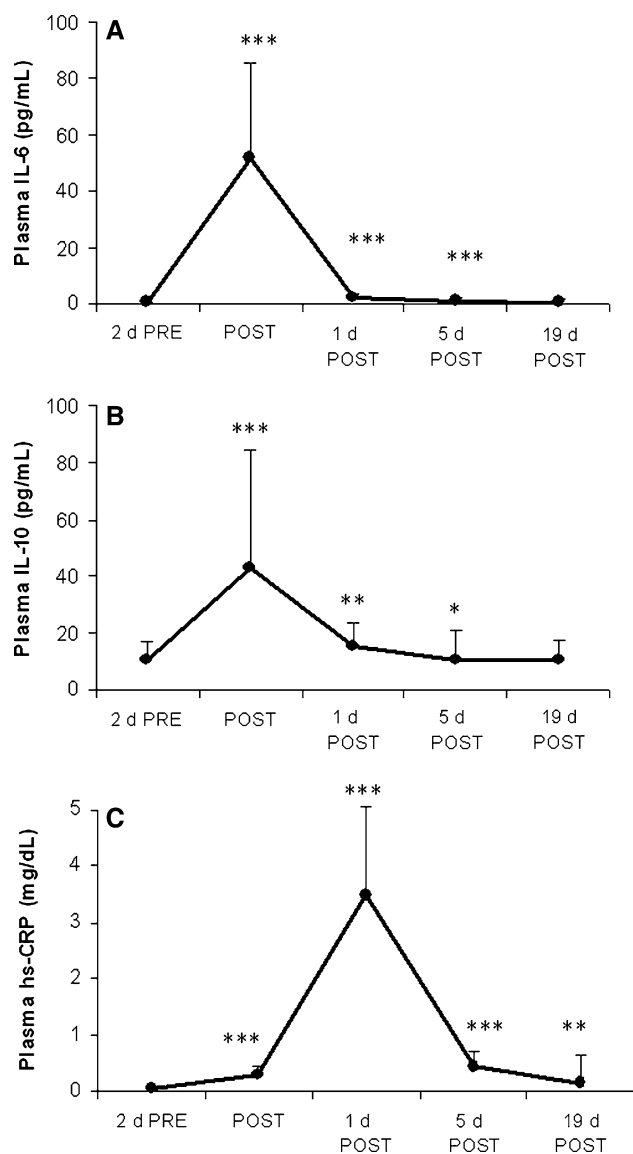 A
Plasma IL-6 (pg/mL)
100
80
60
40
20
0
***
***
***
2 d PRE
POST
1 d
POST
5 d
POST
19 d
POST
B
Plasma IL-10 (pg/mL)
100
80
60
40
20
0
***
**
*
2 d PRE
POST
1 d
POST
5 d
POST
19 d
POST
C
Plasma hs-CRP (mg/dL)
5
4
3
2
1
0
***
***
***
**
2 d PRE
POST
1 d
POST
5 d
POST
19 d
POST